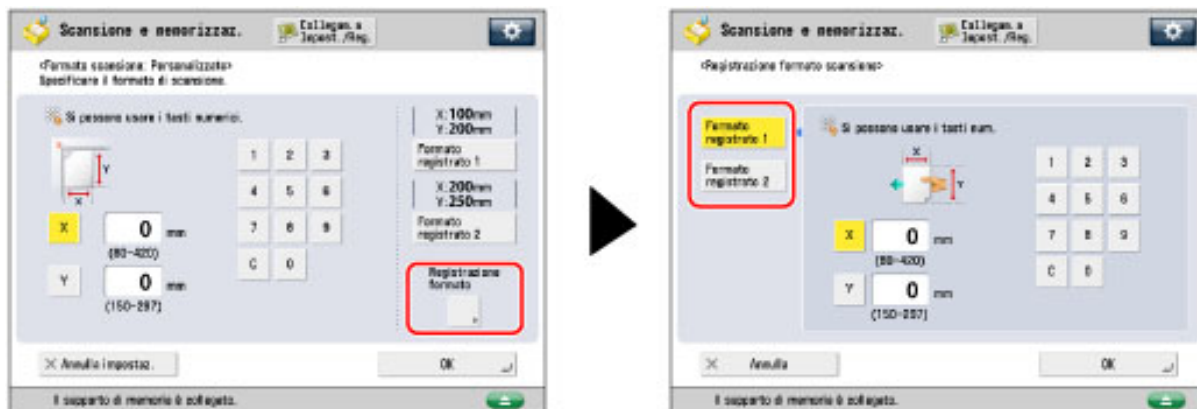 Scansione e memorizzaz.
Collegam. a
Impost./Reg.
<Formato scansione: Personalizzato>
Specificare il formato di scansione.
Si possono usare i tasti numerici.
X:100mm
Y:200mm
Formato
registrato 1
X:200mm
Y:250mm
Formato
registrato 2
Registrazione
formato
Y
X
1 2 3
4 5 6
7 8 9
C 0
X 0 mm
(80-420)
Y 0 mm
(150-297)
Annulla impostaz.
OK
Il supporto di memoria è collegato.
Scansione e memorizzaz.
Collegam. a
Impost./Reg.
<Registrazione formato scansione>
Formato
registrato 1
Formato
registrato 2
Si possono usare i tasti num.
X
Y
1 2 3
4 5 6
7 8 9
C 0
X 0 mm
(80-420)
Y 0 mm
(150-297)
Annulla
OK
Il supporto di memoria è collegato.